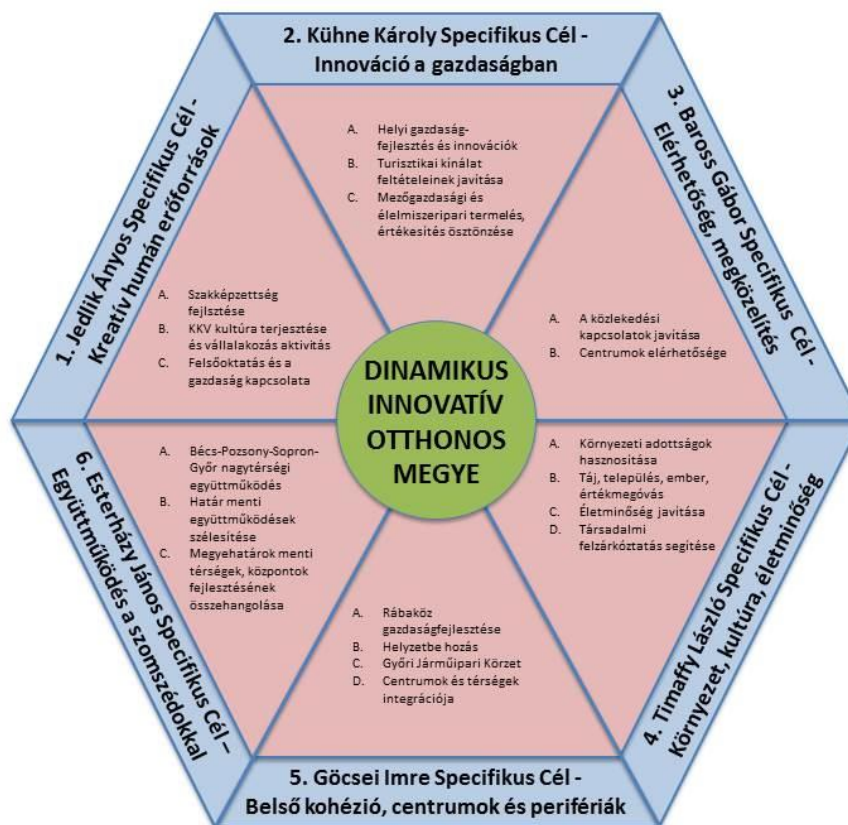 1. Jedlik Ányos Specifikus Cél -
Kreatív humán erőforrások
A. Szakképzettség
fejlsztése
B. KKV kultúra terjesztése
és vállalakozás aktivitás
C. Felsőoktatás és a
gazdaság kapcsolata
2. Kühne Károly Specifikus Cél -
Innováció a gazdaságban
A. Helyi gazdaság-
fejlesztés és innovációk
B. Turisztikai kínálat
feltételeinek javítása
C. Mezőgazdasági és
élelmiszeripari termelés,
értékesítés ösztönzése
3. Baross Gábor Specifikus Cél -
Elérhetőség, megközelítés
A. A közlekedési
kapcsolatok javítása
B. Centrumok elérhetősége
DINAMIKUS
INNOVATÍV
OTTHONOS
MEGYE
4. Timaffy László Specifikus Cél -
Környezet, kultúra, életminőség
A. Környezeti adottságok
hasznosítása
B. Táj, település, ember,
értékmegóvás
C. Életminőség javítása
D. Társadalmi
felzárkóztatás segítése
5. Göcsei Imre Specifikus Cél -
Belső kohézió, centrumok és perifériák
A. Rábaköz
gazdaságfejlesztése
B. Helyzetbe hozás
C. Győri Járműipari Körzet
D. Centrumok és térségek
integrációja
6. Esterházy János Specifikus Cél –
Együttműködés a szomszédokkal
A. Bécs-Pozsony-Sopron-
Győr nagytérségi
együttműködés
B. Határ menti
együttműködések
szélesítése
C. Megyehatárok menti
térségek, központok
fejlesztésének
összehangolása